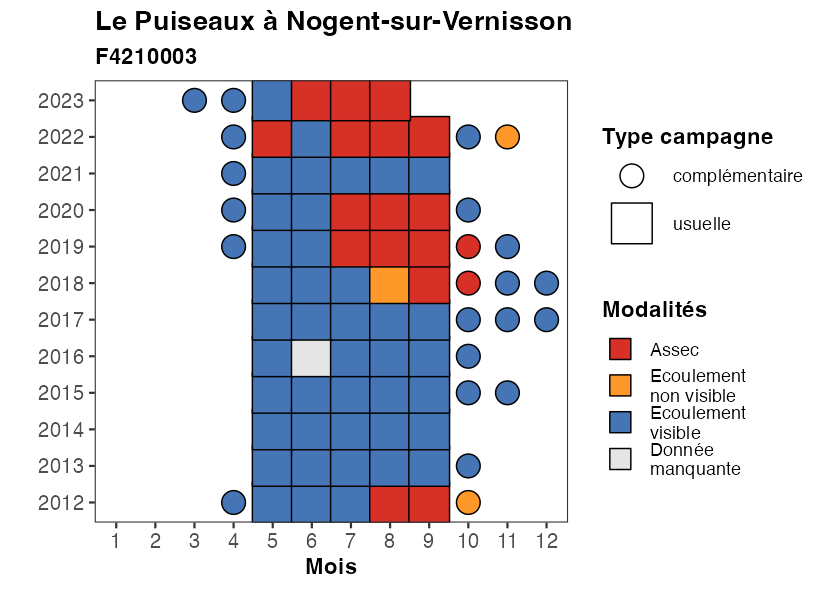 Le Puiseaux à Nogent-sur-Vernisson
F4210003
2023
2022
2021
2020
2019
2018
2017
2016
2015
2014
2013
2012
1 2 3 4 5 6 7 8 9 10 11 12
Mois
Type campagne
complémentaire
usuelle
Modalités
Assec
Ecoulement
non visible
Ecoulement
visible
Donnée
manquante